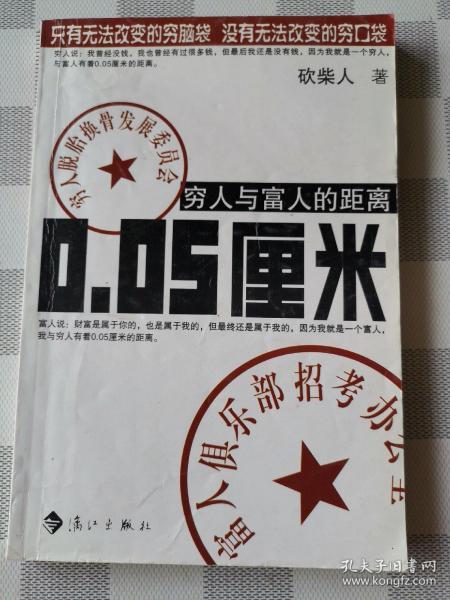 只有无法改变的穷脑袋 没有无法改变的穷口袋
穷人说：我曾经没钱，我也曾经有过很多钱，但最后我还是没有钱，因为我就是一个穷人，
与富人有着0.05厘米的距离。
砍柴人 著
穷人脱胎换骨发展委员会
穷人与富人的距离
0.05厘米
富人说：财富是属于你的，也是属于我的，但最终还是属于我的。因为我就是一个富人，
我与穷人有着0.05厘米的距离。
富人俱乐部招考办公室
漓江出版社
孔夫子旧书网
www.kongfz.com